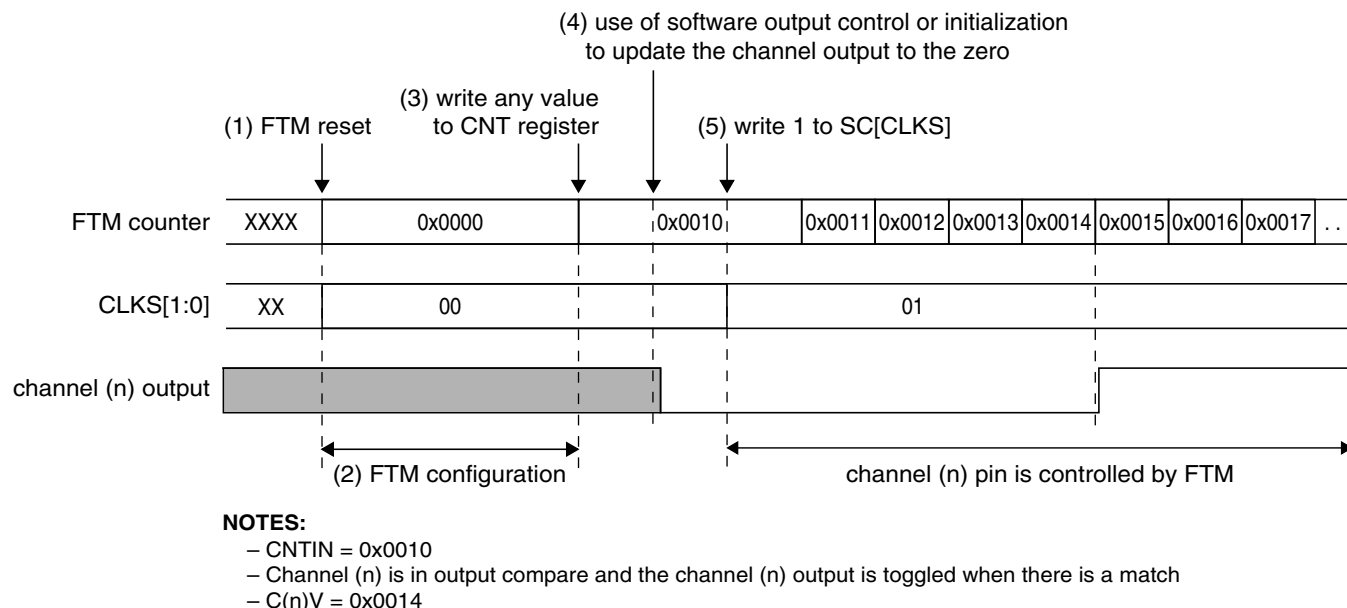 (4) use of software output control or initialization
to update the channel output to the zero
(3) write any value
to CNT register
(1) FTM reset
(5) write 1 to SC[CLKS]
FTM counter XXXX 0x0000 0x0010 0x0011 0x0012 0x0013 0x0014 0x0015 0x0016 0x0017 . .
CLKS[1:0] XX 00 01
channel (n) output
(2) FTM configuration
channel (n) pin is controlled by FTM
NOTES:
– CNTIN = 0x0010
– Channel (n) is in output compare and the channel (n) output is toggled when there is a match
– C(n)V = 0x0014